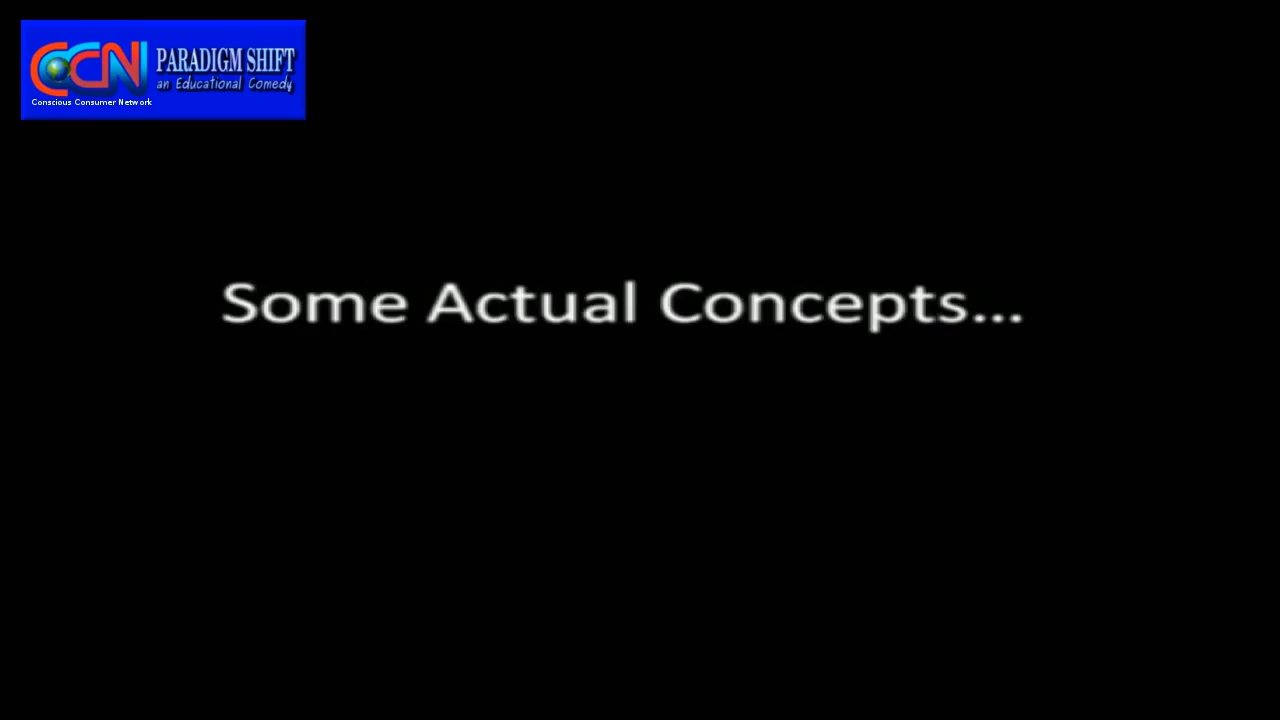 CCN
PARADIGM SHIFT
an Educational Comedy
Conscious Consumer Network
Some Actual Concepts...